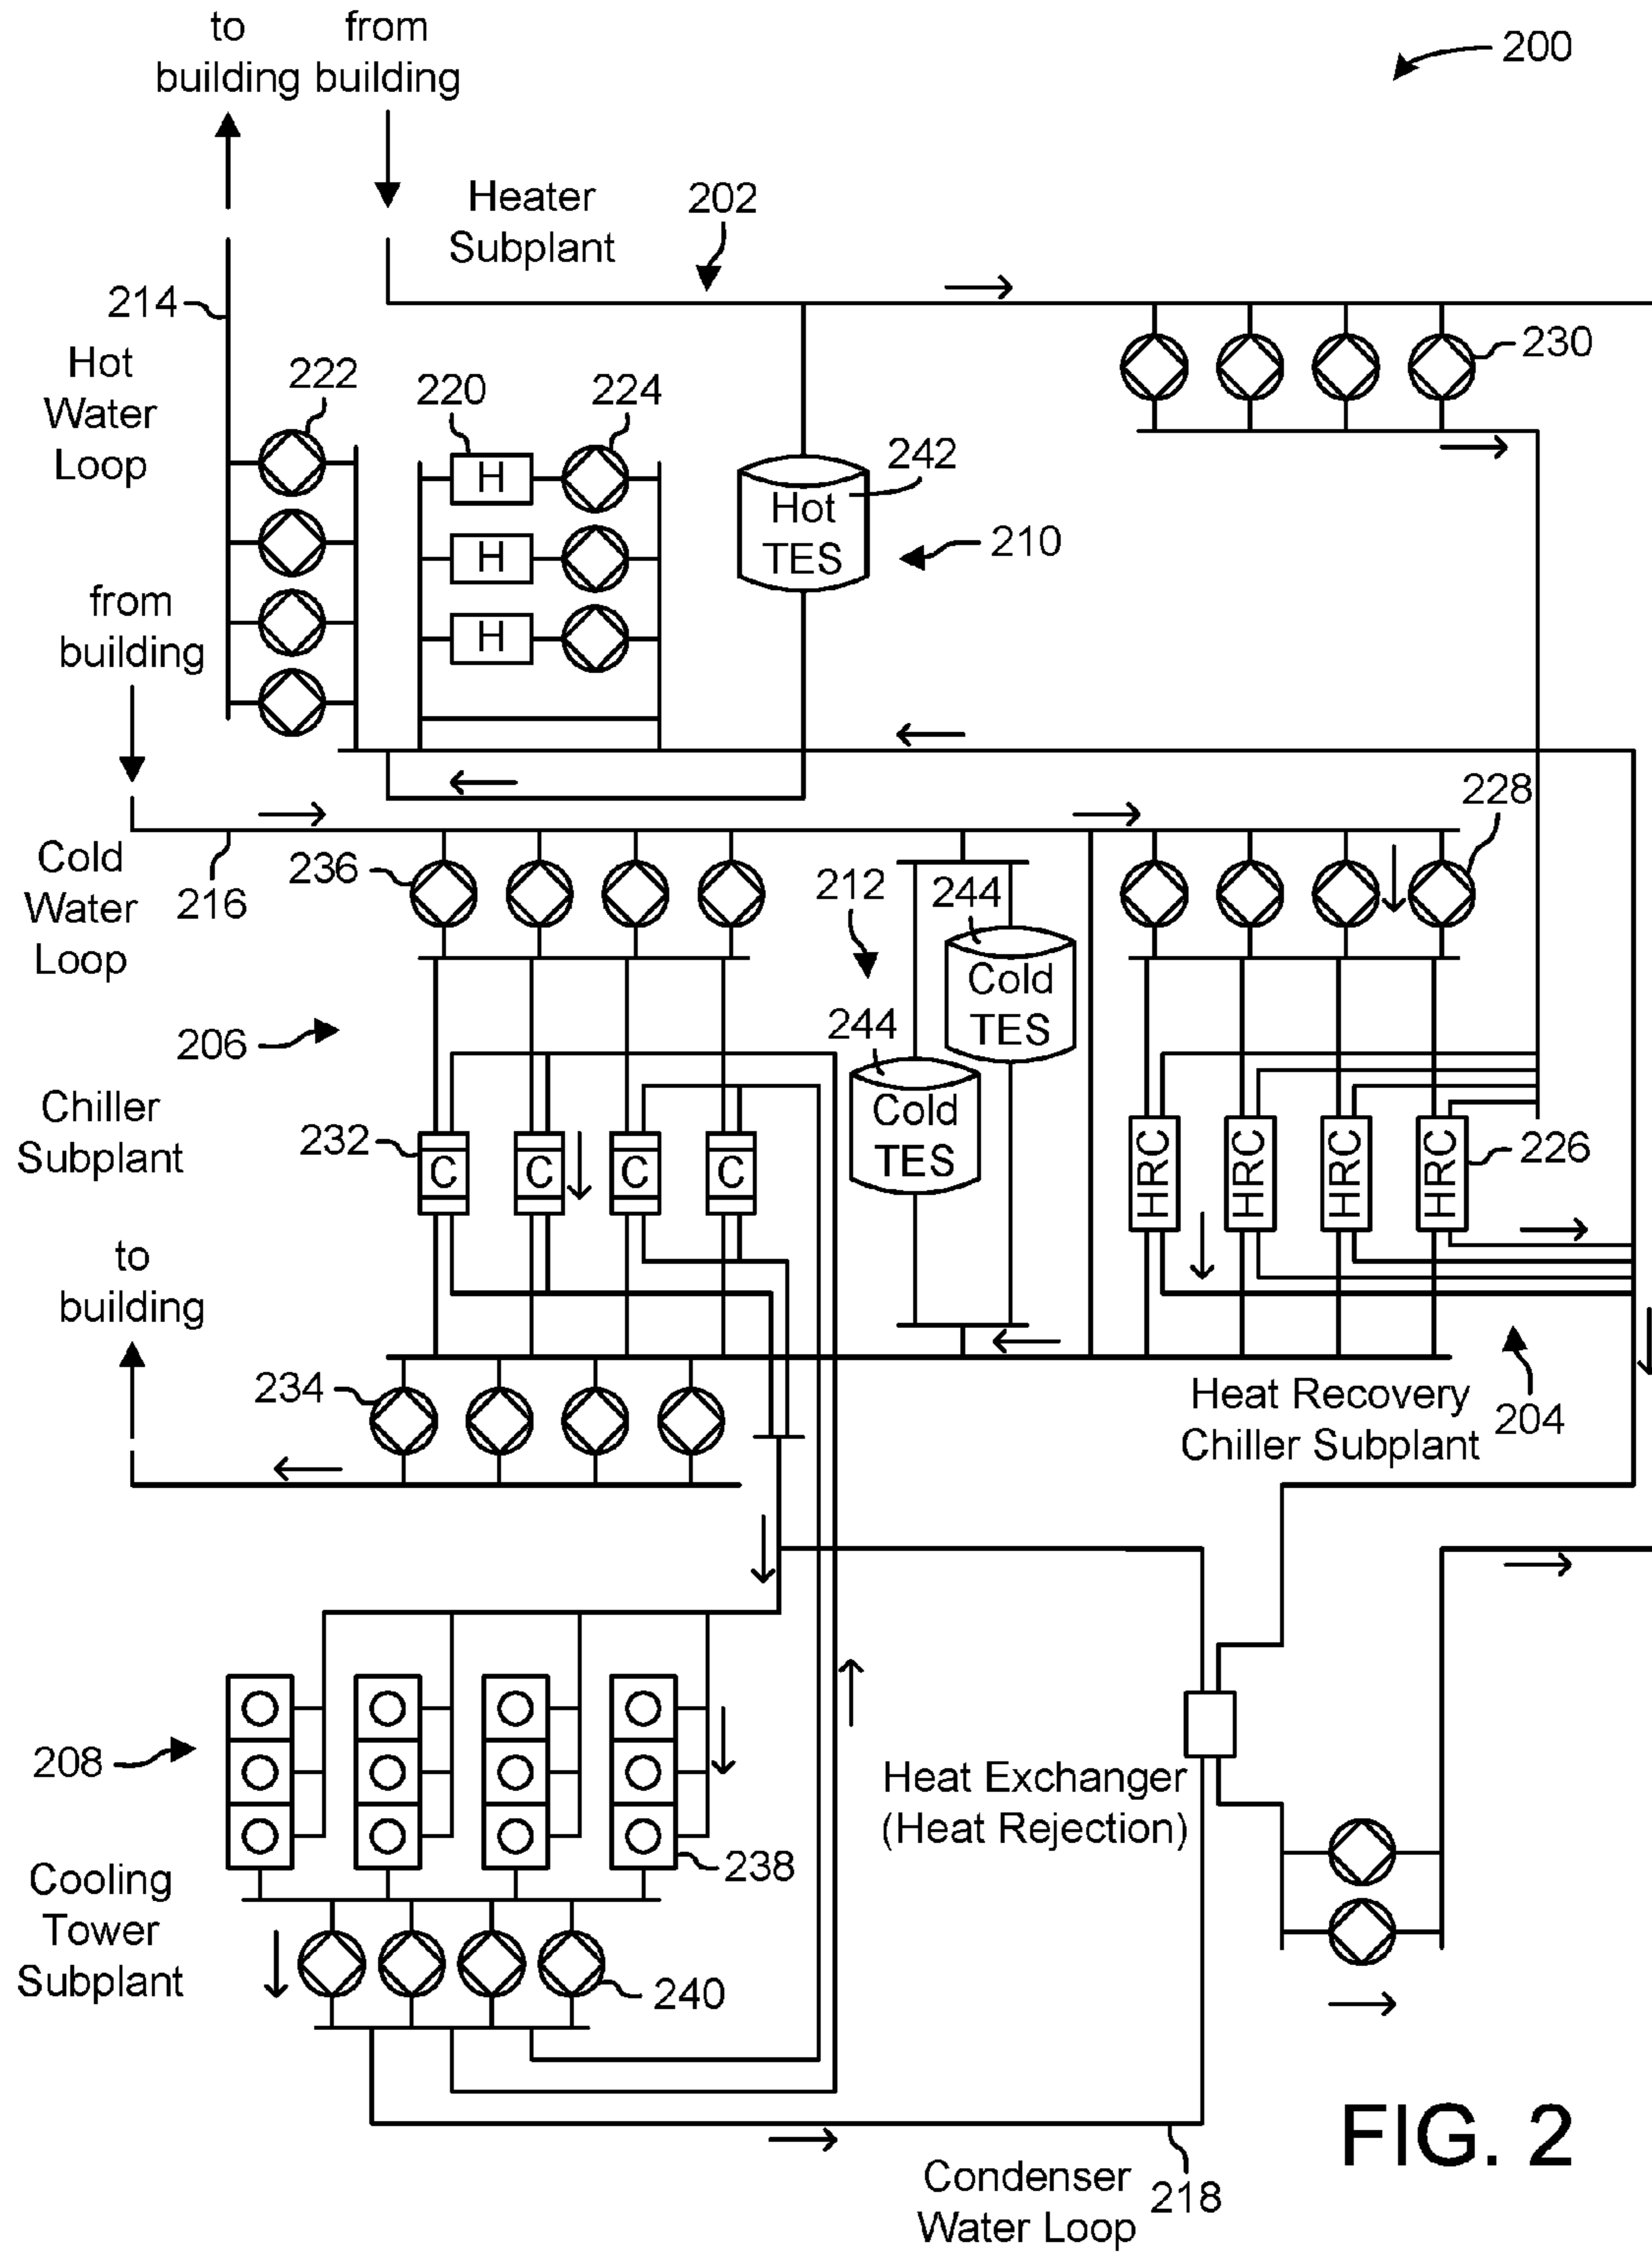 to
building
from
building
200
Heater
Subplant
202
214
Hot
Water
Loop
222
220
224
230
H
H
H
Hot
TES
242
210
from
building
228
Cold
Water
Loop
216
236
212
244
Cold
TES
244
Cold
TES
206
Chiller
Subplant
232
C
C
C
C
HRC
HRC
HRC
HRC
226
to
building
234
Heat Recovery
Chiller Subplant
204
208
Heat Exchanger
(Heat Rejection)
238
Cooling
Tower
Subplant
240
Condenser
Water Loop
218
FIG. 2